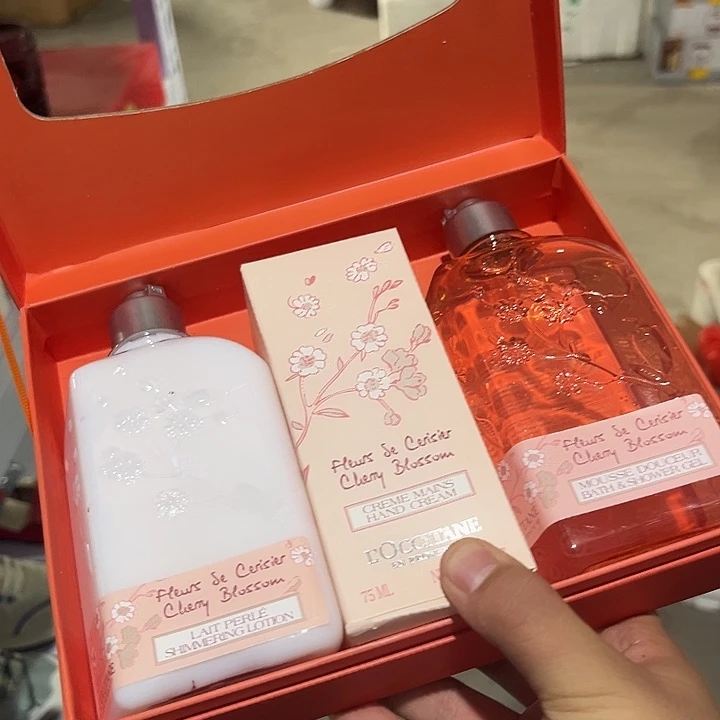 Fleurs de Cerisier
Cherry Blossom
LAIT PERLÉ
SHIMMERING LOTION
Fleurs de Cerisier
Cherry Blossom
CRÈME MAINS
HAND CREAM
L'OCCITANE
EN
75 ML
Fleurs de Cerisier
Cherry Blossom
MOUSSE DOUCEUR
BATH & SHOWER GEL